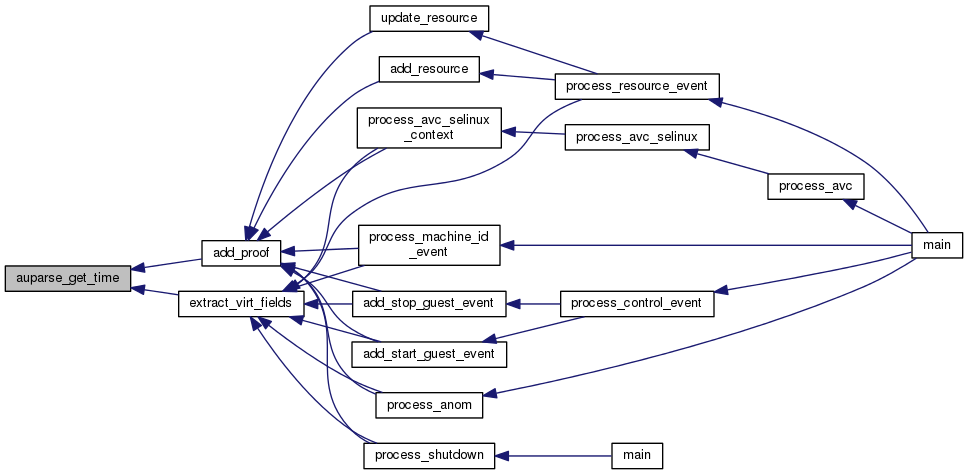 update_resource
add_resource
process_resource_event
process_avc_selinux
_context
process_avc_selinux
process_avc
add_proof
process_machine_id
_event
main
auparse_get_time
extract_virt_fields
add_stop_guest_event
process_control_event
add_start_guest_event
process_anom
process_shutdown
main